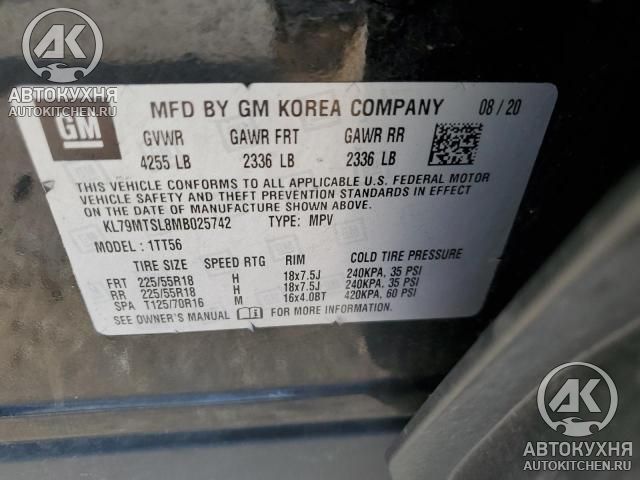 AK
АВТОКУХНЯ
AUTOKITCHEN.RU
AK
АВТОКУХНЯ
AUTOKITCHEN.RU
GM
MFD BY GM KOREA COMPANY 08/20
GVWR GAWR FRT GAWR RR
4255 LB 2336 LB 2336 LB
THIS VEHICLE CONFORMS TO ALL APPLICABLE U.S. FEDERAL MOTOR
VEHICLE SAFETY AND THEFT PREVENTION STANDARDS IN EFFECT
ON THE DATE OF MANUFACTURE SHOWN ABOVE.
KL79MTSL8MB025742 TYPE: MPV
MODEL: 1TT56
TIRE SIZE SPEED RTG RIM COLD TIRE PRESSURE
FRT 225/55R18 H 18x7.5J 240KPA, 35 PSI
RR 225/55R18 H 18x7.5J 240KPA, 35 PSI
SPA T125/70R16 M 16x4.0BT 420KPA, 60 PSI
SEE OWNER'S MANUAL FOR MORE INFORMATION.
AK
АВТОКУХНЯ
AUTOKITCHEN.RU